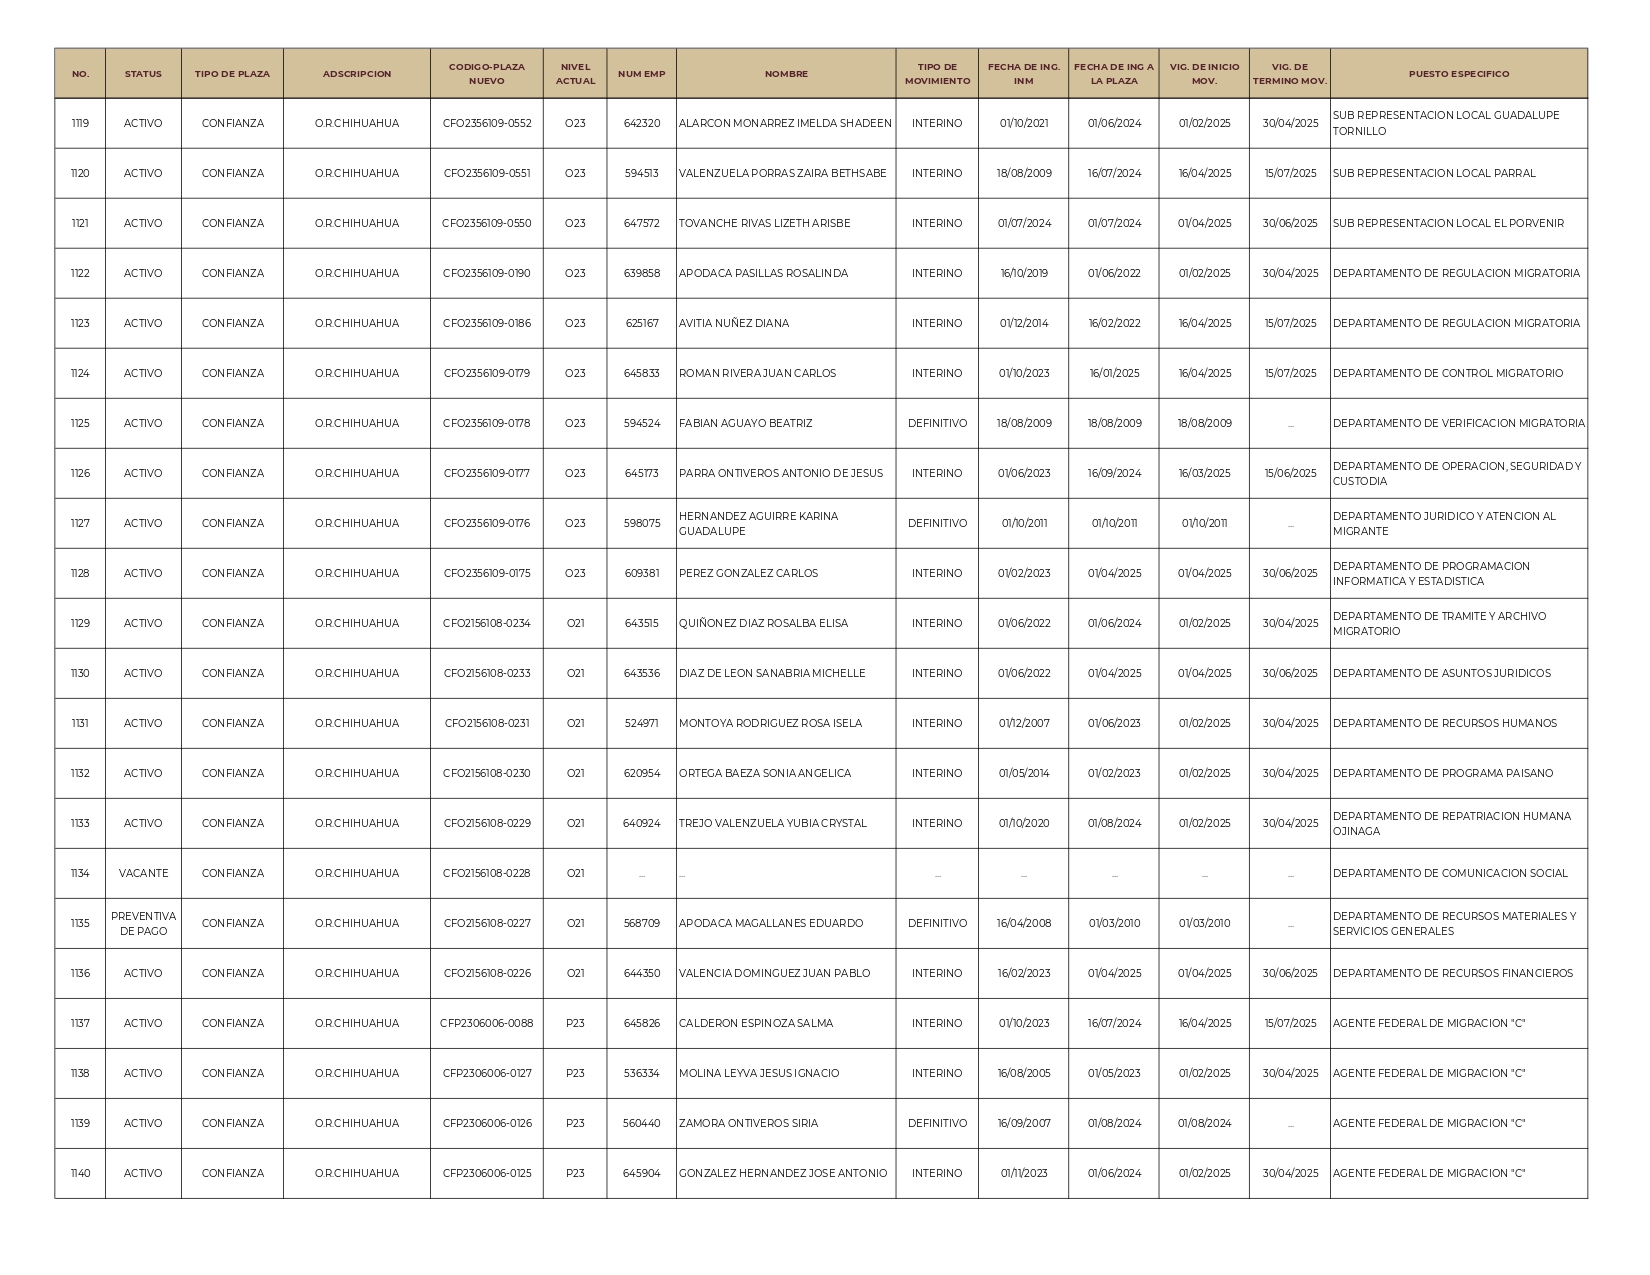 NO. STATUS TIPO DE PLAZA ADSCRIPCION CODIGO-PLAZA NUEVO NIVEL ACTUAL NUM EMP NOMBRE TIPO DE MOVIMIENTO FECHA DE ING. INM FECHA DE ING A LA PLAZA VIG. DE INICIO MOV. VIG. DE TERMINO MOV. PUESTO ESPECIFICO
1119 ACTIVO CONFIANZA O.R.CHIHUAHUA CFO2356109-0552 O23 642320 ALARCON MONARREZ IMELDA SHADEEN INTERINO 01/10/2021 01/06/2024 01/02/2025 30/04/2025 SUB REPRESENTACION LOCAL GUADALUPE TORNILLO
1120 ACTIVO CONFIANZA O.R.CHIHUAHUA CFO2356109-0551 O23 594513 VALENZUELA PORRAS ZAIRA BETHSABE INTERINO 18/08/2009 16/07/2024 16/04/2025 15/07/2025 SUB REPRESENTACION LOCAL PARRAL
1121 ACTIVO CONFIANZA O.R.CHIHUAHUA CFO2356109-0550 O23 647572 TOVANCHE RIVAS LIZETH ARISBE INTERINO 01/07/2024 01/07/2024 01/04/2025 30/06/2025 SUB REPRESENTACION LOCAL EL PORVENIR
1122 ACTIVO CONFIANZA O.R.CHIHUAHUA CFO2356109-0190 O23 639858 APODACA PASILLAS ROSALINDA INTERINO 16/10/2019 01/06/2022 01/02/2025 30/04/2025 DEPARTAMENTO DE REGULACION MIGRATORIA
1123 ACTIVO CONFIANZA O.R.CHIHUAHUA CFO2356109-0186 O23 625167 AVITIA NUÑEZ DIANA INTERINO 01/12/2014 16/02/2022 16/04/2025 15/07/2025 DEPARTAMENTO DE REGULACION MIGRATORIA
1124 ACTIVO CONFIANZA O.R.CHIHUAHUA CFO2356109-0179 O23 645833 ROMAN RIVERA JUAN CARLOS INTERINO 01/10/2023 16/01/2025 16/04/2025 15/07/2025 DEPARTAMENTO DE CONTROL MIGRATORIO
1125 ACTIVO CONFIANZA O.R.CHIHUAHUA CFO2356109-0178 O23 594524 FABIAN AGUAYO BEATRIZ DEFINITIVO 18/08/2009 18/08/2009 18/08/2009 ... DEPARTAMENTO DE VERIFICACION MIGRATORIA
1126 ACTIVO CONFIANZA O.R.CHIHUAHUA CFO2356109-0177 O23 645173 PARRA ONTIVEROS ANTONIO DE JESUS INTERINO 01/06/2023 16/09/2024 16/03/2025 15/06/2025 DEPARTAMENTO DE OPERACION, SEGURIDAD Y CUSTODIA
1127 ACTIVO CONFIANZA O.R.CHIHUAHUA CFO2356109-0176 O23 598075 HERNANDEZ AGUIRRE KARINA GUADALUPE DEFINITIVO 01/10/2011 01/10/2011 01/10/2011 ... DEPARTAMENTO JURIDICO Y ATENCION AL MIGRANTE
1128 ACTIVO CONFIANZA O.R.CHIHUAHUA CFO2356109-0175 O23 609381 PEREZ GONZALEZ CARLOS INTERINO 01/02/2023 01/04/2025 01/04/2025 30/06/2025 DEPARTAMENTO DE PROGRAMACION INFORMATICA Y ESTADISTICA
1129 ACTIVO CONFIANZA O.R.CHIHUAHUA CFO2156108-0234 O21 643515 QUIÑONEZ DIAZ ROSALBA ELISA INTERINO 01/06/2022 01/06/2024 01/02/2025 30/04/2025 DEPARTAMENTO DE TRAMITE Y ARCHIVO MIGRATORIO
1130 ACTIVO CONFIANZA O.R.CHIHUAHUA CFO2156108-0233 O21 643536 DIAZ DE LEON SANABRIA MICHELLE INTERINO 01/06/2022 01/04/2025 01/04/2025 30/06/2025 DEPARTAMENTO DE ASUNTOS JURIDICOS
1131 ACTIVO CONFIANZA O.R.CHIHUAHUA CFO2156108-0231 O21 524971 MONTOYA RODRIGUEZ ROSA ISELA INTERINO 01/12/2007 01/06/2023 01/02/2025 30/04/2025 DEPARTAMENTO DE RECURSOS HUMANOS
1132 ACTIVO CONFIANZA O.R.CHIHUAHUA CFO2156108-0230 O21 620954 ORTEGA BAEZA SONIA ANGELICA INTERINO 01/05/2014 01/02/2023 01/02/2025 30/04/2025 DEPARTAMENTO DE PROGRAMA PAISANO
1133 ACTIVO CONFIANZA O.R.CHIHUAHUA CFO2156108-0229 O21 640924 TREJO VALENZUELA YUBIA CRYSTAL INTERINO 01/10/2020 01/08/2024 01/02/2025 30/04/2025 DEPARTAMENTO DE REPATRIACION HUMANA OJINAGA
1134 VACANTE CONFIANZA O.R.CHIHUAHUA CFO2156108-0228 O21 ... ... ... ... ... ... ... DEPARTAMENTO DE COMUNICACION SOCIAL
1135 PREVENTIVA DE PAGO CONFIANZA O.R.CHIHUAHUA CFO2156108-0227 O21 568709 APODACA MAGALLANES EDUARDO DEFINITIVO 16/04/2008 01/03/2010 01/03/2010 ... DEPARTAMENTO DE RECURSOS MATERIALES Y SERVICIOS GENERALES
1136 ACTIVO CONFIANZA O.R.CHIHUAHUA CFO2156108-0226 O21 644350 VALENCIA DOMINGUEZ JUAN PABLO INTERINO 16/02/2023 01/04/2025 01/04/2025 30/06/2025 DEPARTAMENTO DE RECURSOS FINANCIEROS
1137 ACTIVO CONFIANZA O.R.CHIHUAHUA CFP2306006-0088 P23 645826 CALDERON ESPINOZA SALMA INTERINO 01/10/2023 16/07/2024 16/04/2025 15/07/2025 AGENTE FEDERAL DE MIGRACION "C"
1138 ACTIVO CONFIANZA O.R.CHIHUAHUA CFP2306006-0127 P23 536334 MOLINA LEYVA JESUS IGNACIO INTERINO 16/08/2005 01/05/2023 01/02/2025 30/04/2025 AGENTE FEDERAL DE MIGRACION "C"
1139 ACTIVO CONFIANZA O.R.CHIHUAHUA CFP2306006-0126 P23 560440 ZAMORA ONTIVEROS SIRIA DEFINITIVO 16/09/2007 01/08/2024 01/08/2024 ... AGENTE FEDERAL DE MIGRACION "C"
1140 ACTIVO CONFIANZA O.R.CHIHUAHUA CFP2306006-0125 P23 645904 GONZALEZ HERNANDEZ JOSE ANTONIO INTERINO 01/11/2023 01/06/2024 01/02/2025 30/04/2025 AGENTE FEDERAL DE MIGRACION "C"